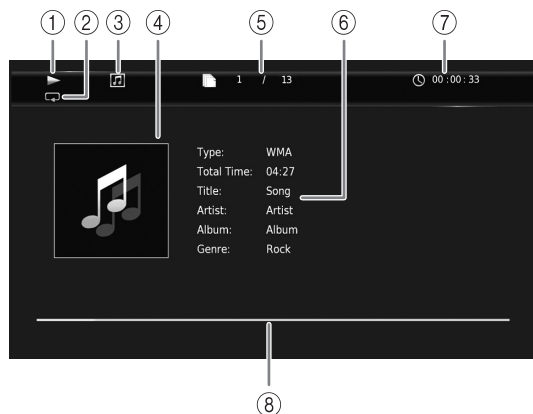 ① ② ③ ④ ⑤ ⑥ ⑦
1 / 13 00:00:33
Type: WMA
Total Time: 04:27
Title: Song
Artist: Artist
Album: Album
Genre: Rock
⑧